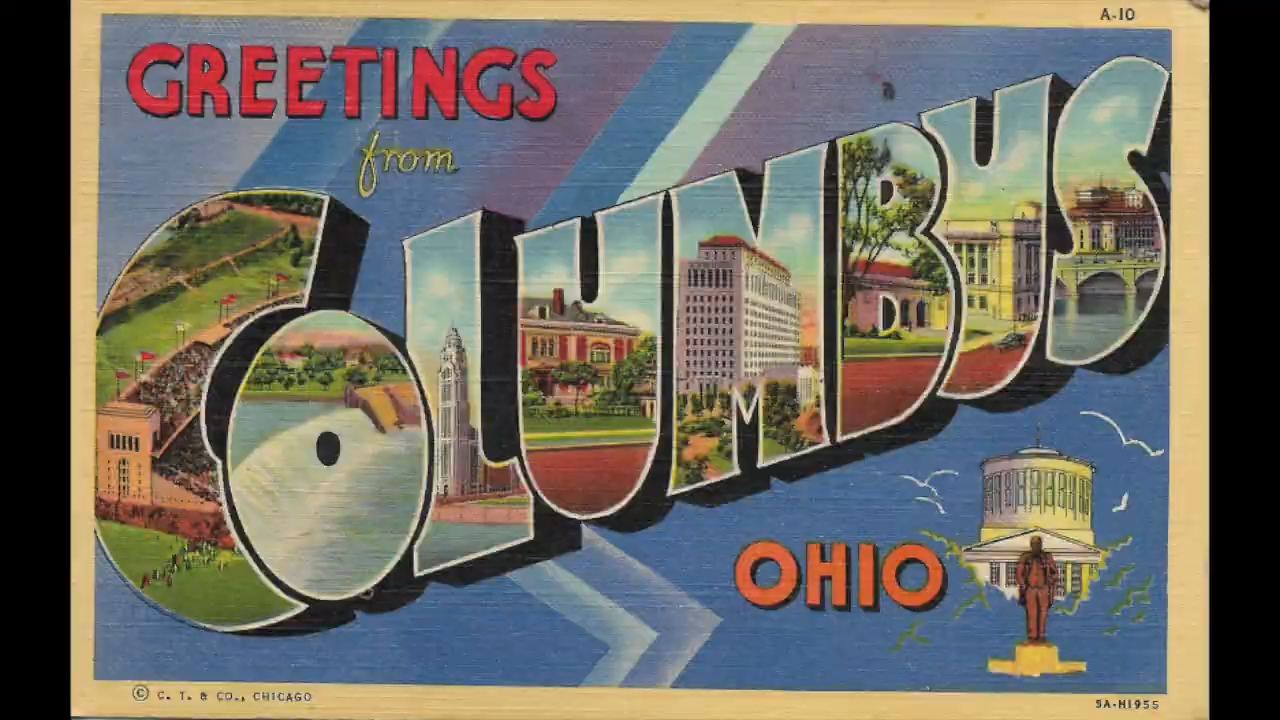 A-10
GREETINGS
from
COLUMBUS
OHIO
© C. T. & CO., CHICAGO
5A-H1955